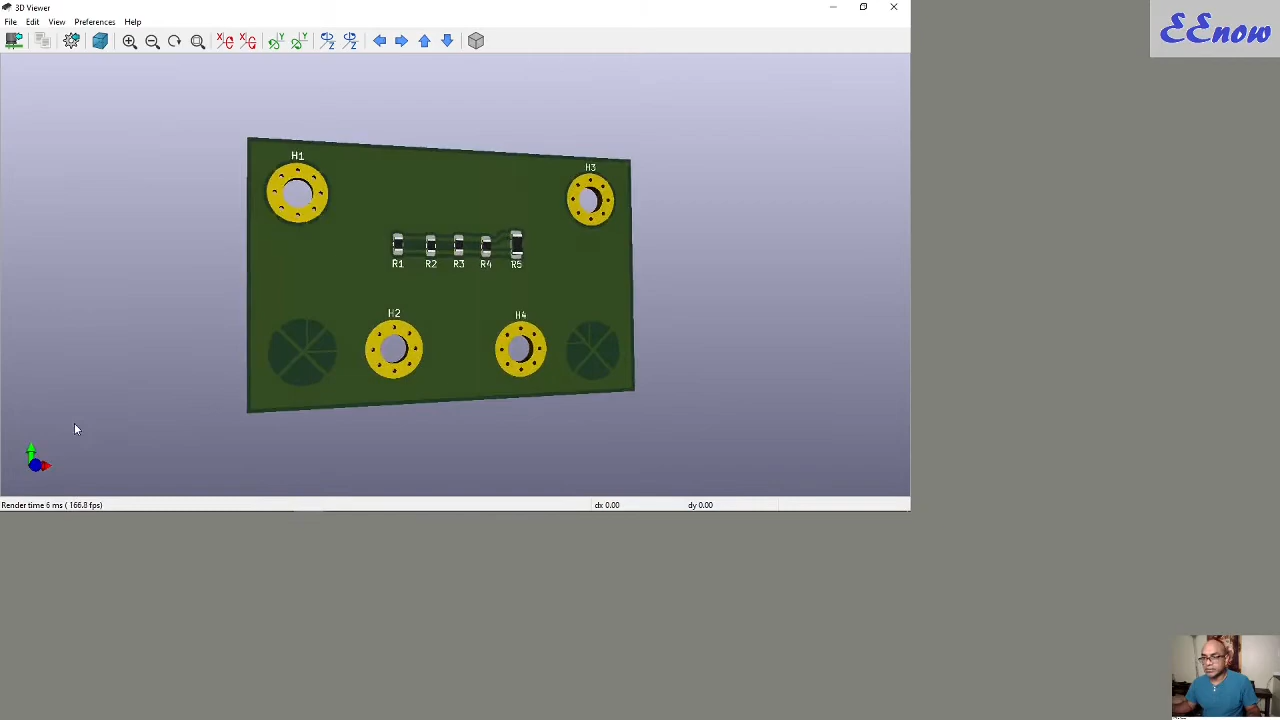 3D Viewer
EEnow
File Edit View Preferences Help
H1
H3
R1 R2 R3 R4 R5
H2
H4
Render time 6 ms ( 166.8 fps)
dx 0.00
dy 0.00